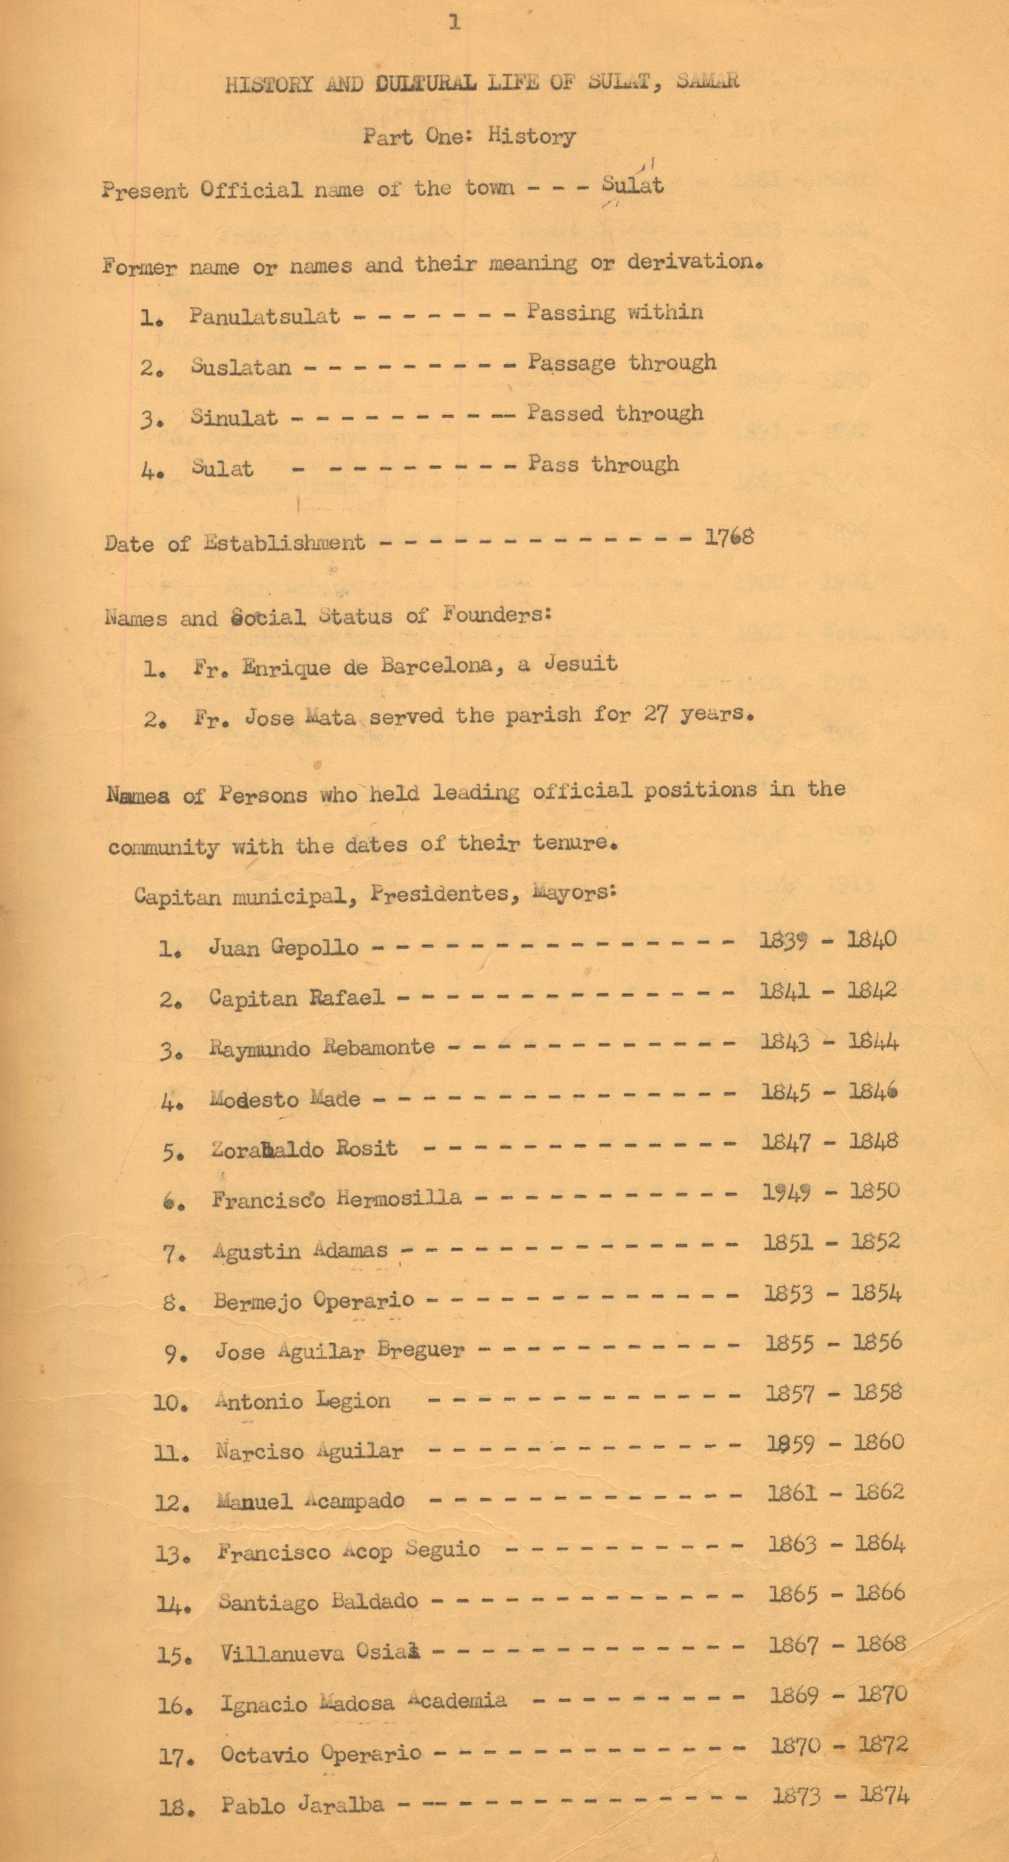 1
HISTORY AND CULTURAL LIFE OF SULAT, SAMAR
Part One: History
Present Official name of the town - - - Sulat
Former name or names and their meaning or derivation.
1. Panulatsulat - - - - - - - Passing within
2. Suslatan - - - - - - - - - Passage through
3. Sinulat - - - - - - - - - - Passed through
4. Sulat - - - - - - - - - Pass through
Date of Establishment - - - - - - - - - - - - - 1768
Names and Social Status of Founders:
1. Fr. Enrique de Barcelona, a Jesuit
2. Fr. Jose Mata served the parish for 27 years.
Names of Persons who held leading official positions in the
community with the dates of their tenure.
Capitan municipal, Presidentes, Mayors:
1. Juan Gepollo - - - - - - - - - - - - - - - 1839 - 1840
2. Capitan Rafael - - - - - - - - - - - - - - 1841 - 1842
3. Raymundo Rebamonte - - - - - - - - - - - - 1843 - 1844
4. Modesto Made - - - - - - - - - - - - - - - 1845 - 1846
5. Zorabaldo Rosit - - - - - - - - - - - - - 1847 - 1848
6. Francisco Hermosilla - - - - - - - - - - - 1949 - 1850
7. Agustin Adamas - - - - - - - - - - - - - - 1851 - 1852
8. Bermejo Operario - - - - - - - - - - - - - 1853 - 1854
9. Jose Aguilar Breguer - - - - - - - - - - - 1855 - 1856
10. Antonio Legion - - - - - - - - - - - - - 1857 - 1858
11. Narciso Aguilar - - - - - - - - - - - - - 1859 - 1860
12. Manuel Acampado - - - - - - - - - - - - - 1861 - 1862
13. Francisco Acop Seguio - - - - - - - - - - 1863 - 1864
14. Santiago Baldado - - - - - - - - - - - - - 1865 - 1866
15. Villanueva Osial - - - - - - - - - - - - - 1867 - 1868
16. Ignacio Madosa Academia - - - - - - - - - 1869 - 1870
17. Octavio Operario - - - - - - - - - - - - - 1870 - 1872
18. Pablo Jaralba - - - - - - - - - - - - - - 1873 - 1874